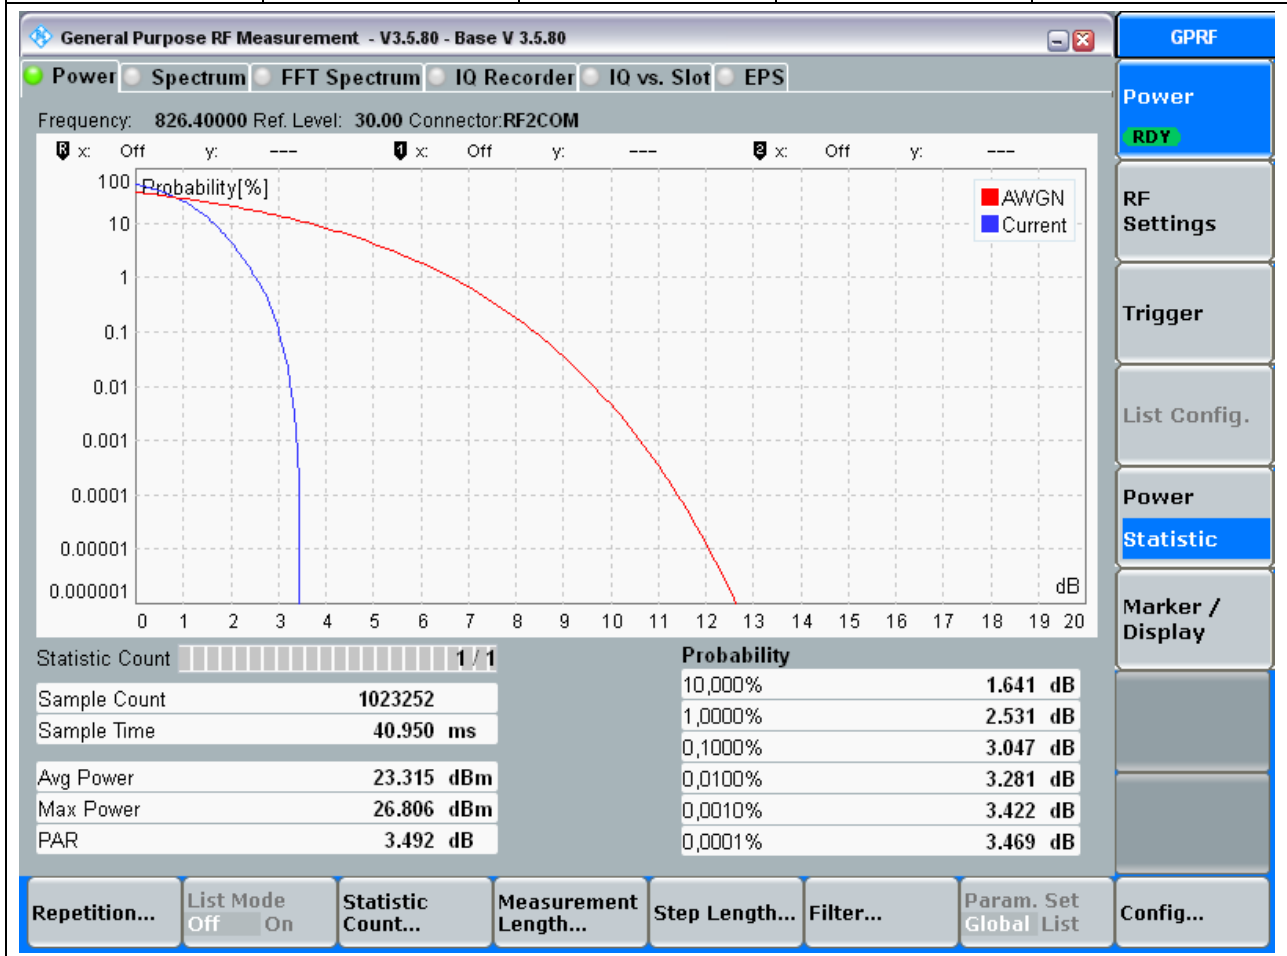 General Purpose RF Measurement - V3.5.80 - Base V 3.5.80
GPRF
Power Spectrum FFT Spectrum IQ Recorder IQ vs. Slot EPS
Power
RDY
Frequency: 826.40000 Ref. Level: 30.00 Connector:RF2COM
R x: Off y: --- 1 x: Off y: --- 2 x: Off y: ---
Probability[%]
AWGN
Current
100
10
1
0.1
0.01
0.001
0.0001
0.00001
0.000001
dB
0 1 2 3 4 5 6 7 8 9 10 11 12 13 14 15 16 17 18 19 20
RF
Settings
Trigger
List Config.
Power
Statistic
Marker /
Display
Statistic Count 1 / 1
Sample Count 1023252
Sample Time 40.950 ms
Avg Power 23.315 dBm
Max Power 26.806 dBm
PAR 3.492 dB
Probability
10,000% 1.641 dB
1,0000% 2.531 dB
0,1000% 3.047 dB
0,0100% 3.281 dB
0,0010% 3.422 dB
0,0001% 3.469 dB
Repetition...
List Mode
Off On
Statistic
Count...
Measurement
Length...
Step Length...
Filter...
Param. Set
Global List
Config...